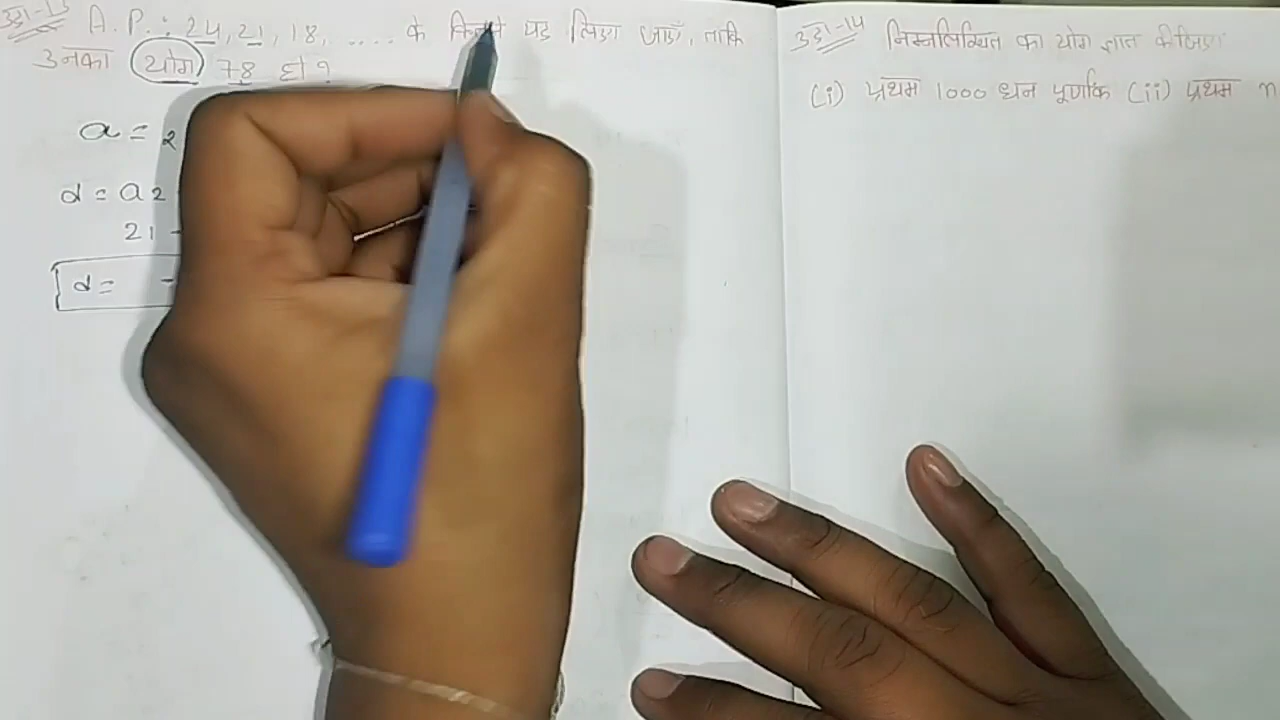 उदा-13 A.P.: 24, 21, 18, ..... के कितने पद लिए जाएँ, ताकि
उनका योग 78 हो ?
a = 2
d = a2
21 -
d = -
उदा-14 निम्नलिखित का योग ज्ञात कीजिए
(i) प्रथम 1000 धन पूर्णांक (ii) प्रथम n